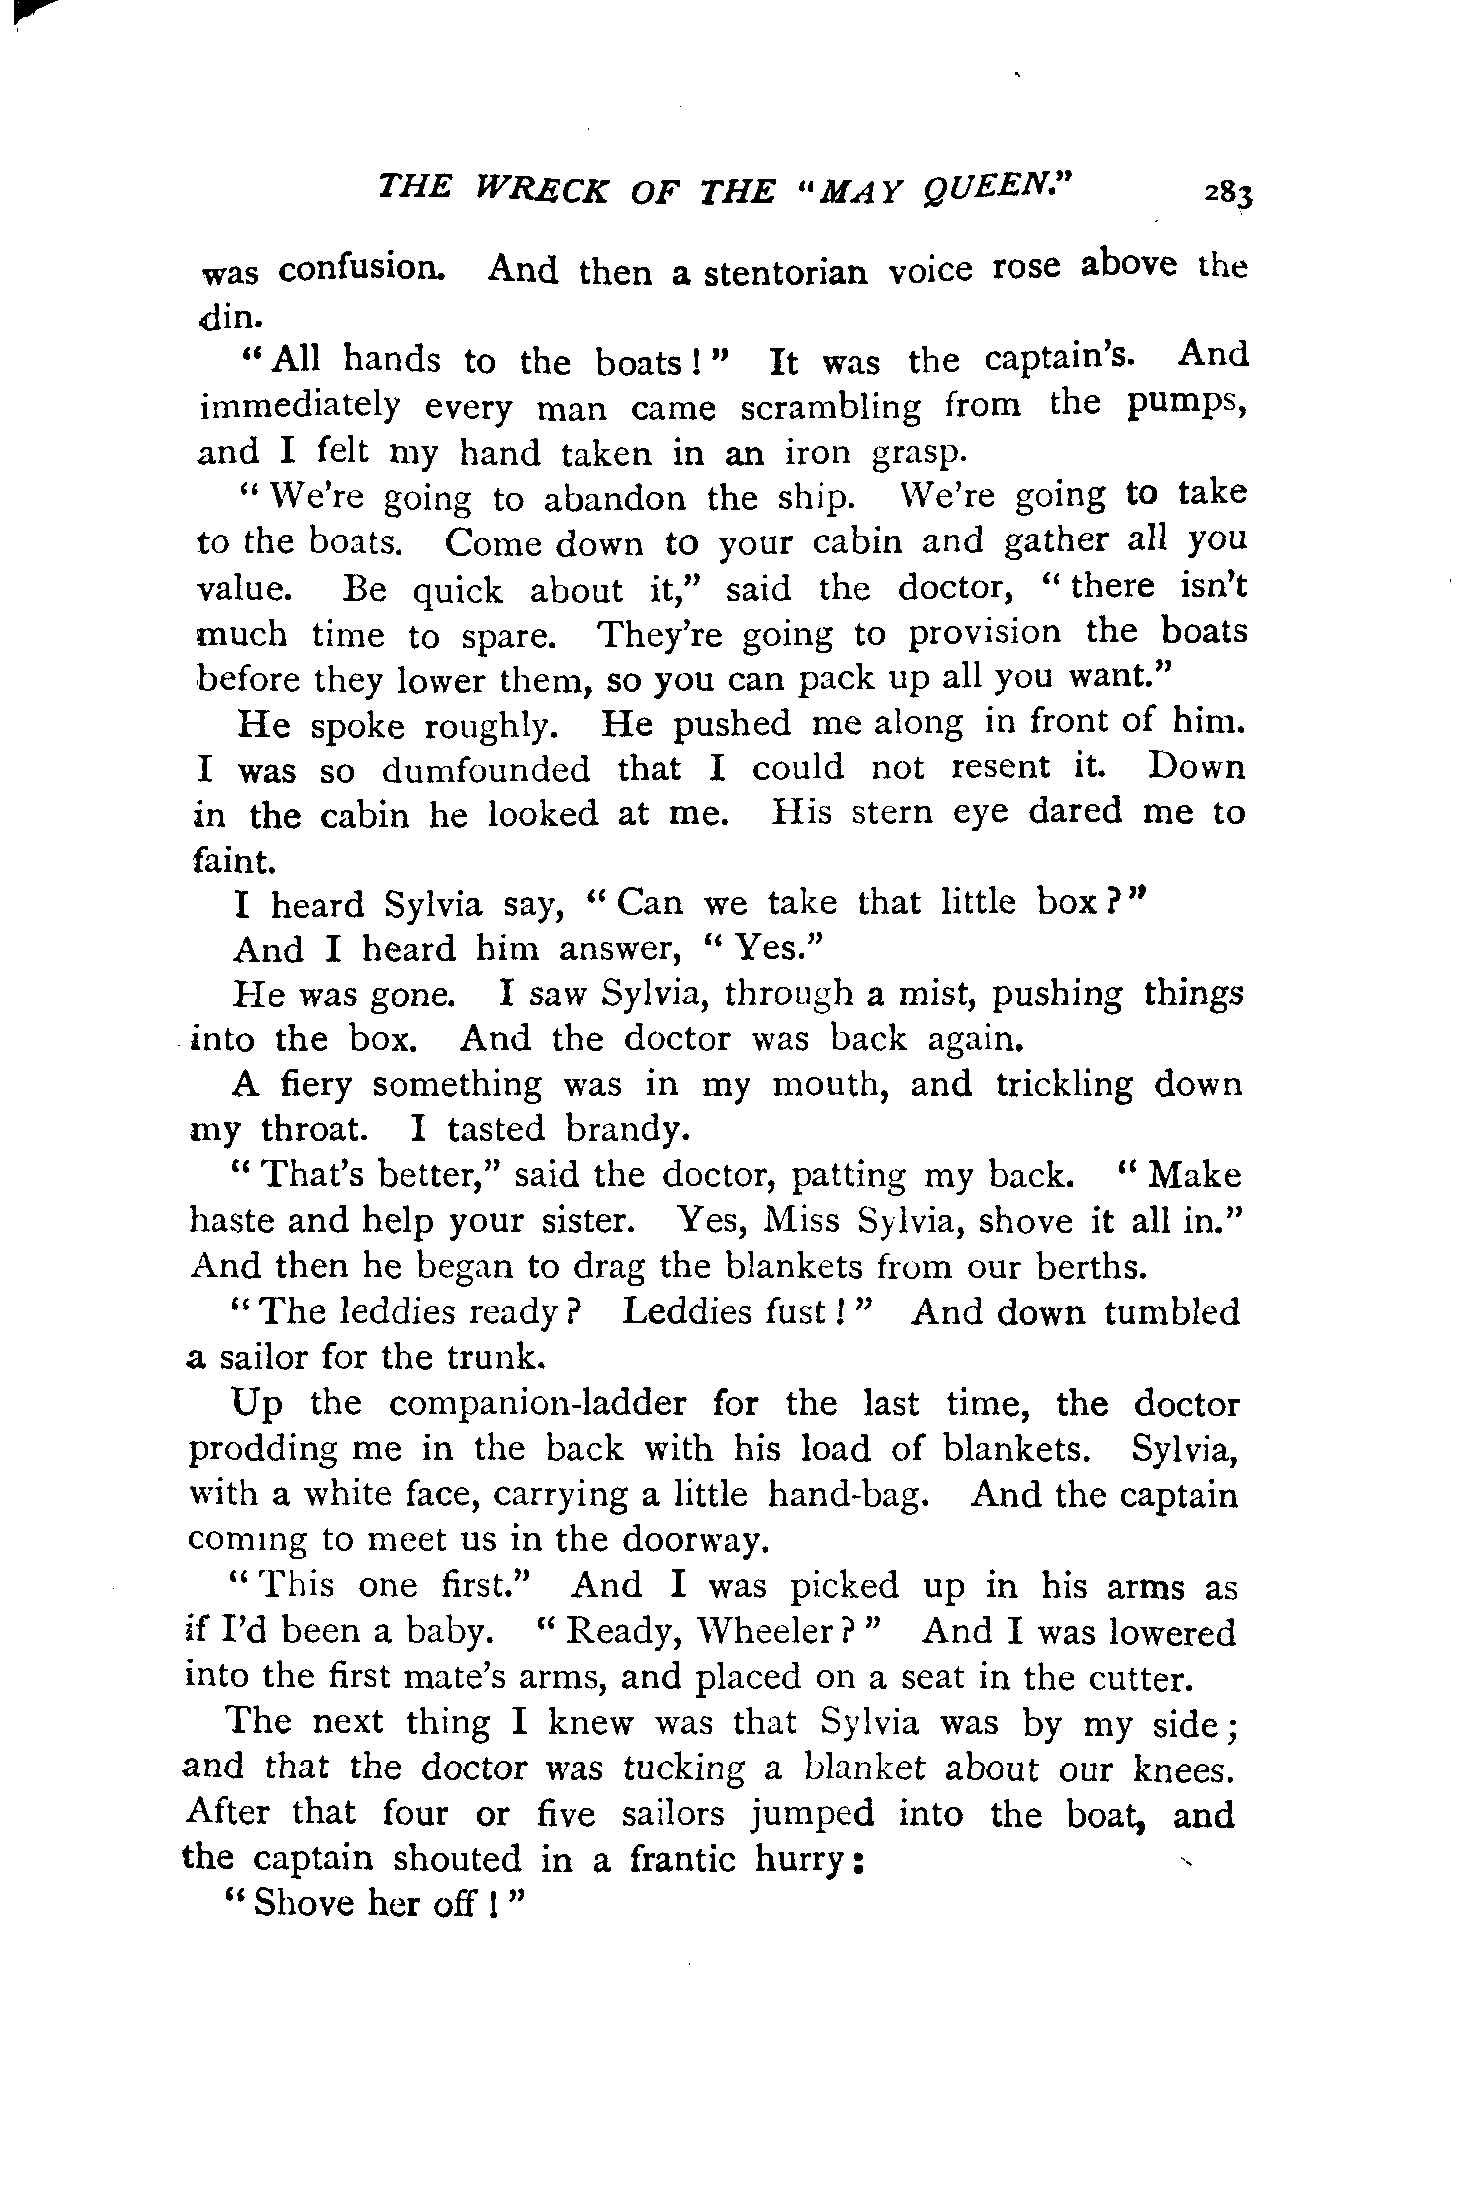 THE WRECK OF THE "MAY QUEEN." 283
was confusion. And then a stentorian voice rose above the
din.
"All hands to the boats!" It was the captain's. And
immediately every man came scrambling from the pumps,
and I felt my hand taken in an iron grasp.
"We're going to abandon the ship. We're going to take
to the boats. Come down to your cabin and gather all you
value. Be quick about it," said the doctor, "there isn't
much time to spare. They're going to provision the boats
before they lower them, so you can pack up all you want."
He spoke roughly. He pushed me along in front of him.
I was so dumfounded that I could not resent it. Down
in the cabin he looked at me. His stern eye dared me to
faint.
I heard Sylvia say, "Can we take that little box?"
And I heard him answer, "Yes."
He was gone. I saw Sylvia, through a mist, pushing things
into the box. And the doctor was back again.
A fiery something was in my mouth, and trickling down
my throat. I tasted brandy.
"That's better," said the doctor, patting my back. "Make
haste and help your sister. Yes, Miss Sylvia, shove it all in."
And then he began to drag the blankets from our berths.
"The leddies ready? Leddies fust!" And down tumbled
a sailor for the trunk.
Up the companion-ladder for the last time, the doctor
prodding me in the back with his load of blankets. Sylvia,
with a white face, carrying a little hand-bag. And the captain
coming to meet us in the doorway.
"This one first." And I was picked up in his arms as
if I'd been a baby. "Ready, Wheeler?" And I was lowered
into the first mate's arms, and placed on a seat in the cutter.
The next thing I knew was that Sylvia was by my side;
and that the doctor was tucking a blanket about our knees.
After that four or five sailors jumped into the boat, and
the captain shouted in a frantic hurry:
"Shove her off!"